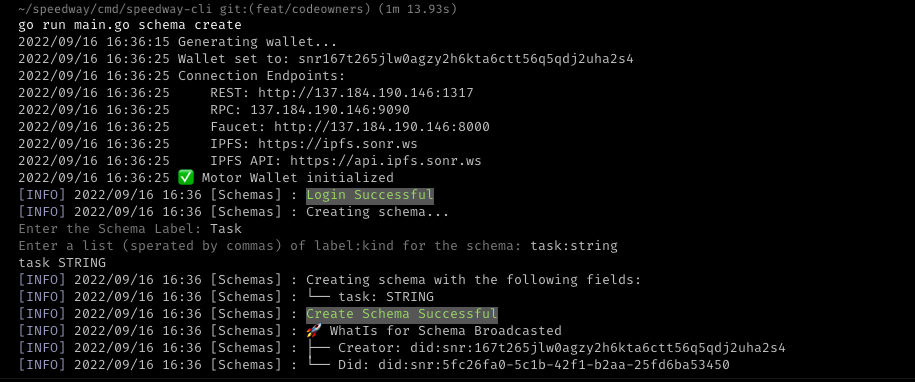 ~/speedway/cmd/speedway-cli git:(feat/codeowners) (1m 13.93s)
go run main.go schema create
2022/09/16 16:36:15 Generating wallet...
2022/09/16 16:36:25 Wallet set to: snr167t265jlw0agzy2h6kta6ctt56q5qdj2uha2s4
2022/09/16 16:36:25 Connection Endpoints:
2022/09/16 16:36:25     REST: http://137.184.190.146:1317
2022/09/16 16:36:25     RPC: 137.184.190.146:9090
2022/09/16 16:36:25     Faucet: http://137.184.190.146:8000
2022/09/16 16:36:25     IPFS: https://ipfs.sonr.ws
2022/09/16 16:36:25     IPFS API: https://api.ipfs.sonr.ws
2022/09/16 16:36:25 ✅ Motor Wallet initialized
[INFO] 2022/09/16 16:36 [Schemas] : Login Successful
[INFO] 2022/09/16 16:36 [Schemas] : Creating schema...
Enter the Schema Label: Task
Enter a list (sperated by commas) of label:kind for the schema: task:string
task STRING
[INFO] 2022/09/16 16:36 [Schemas] : Creating schema with the following fields:
[INFO] 2022/09/16 16:36 [Schemas] : └── task: STRING
[INFO] 2022/09/16 16:36 [Schemas] : Create Schema Successful
[INFO] 2022/09/16 16:36 [Schemas] : 🚀 WhatIs for Schema Broadcasted
[INFO] 2022/09/16 16:36 [Schemas] : ├── Creator: did:snr:167t265jlw0agzy2h6kta6ctt56q5qdj2uha2s4
[INFO] 2022/09/16 16:36 [Schemas] : └── Did: did:snr:5fc26fa0-5c1b-42f1-b2aa-25fd6ba53450